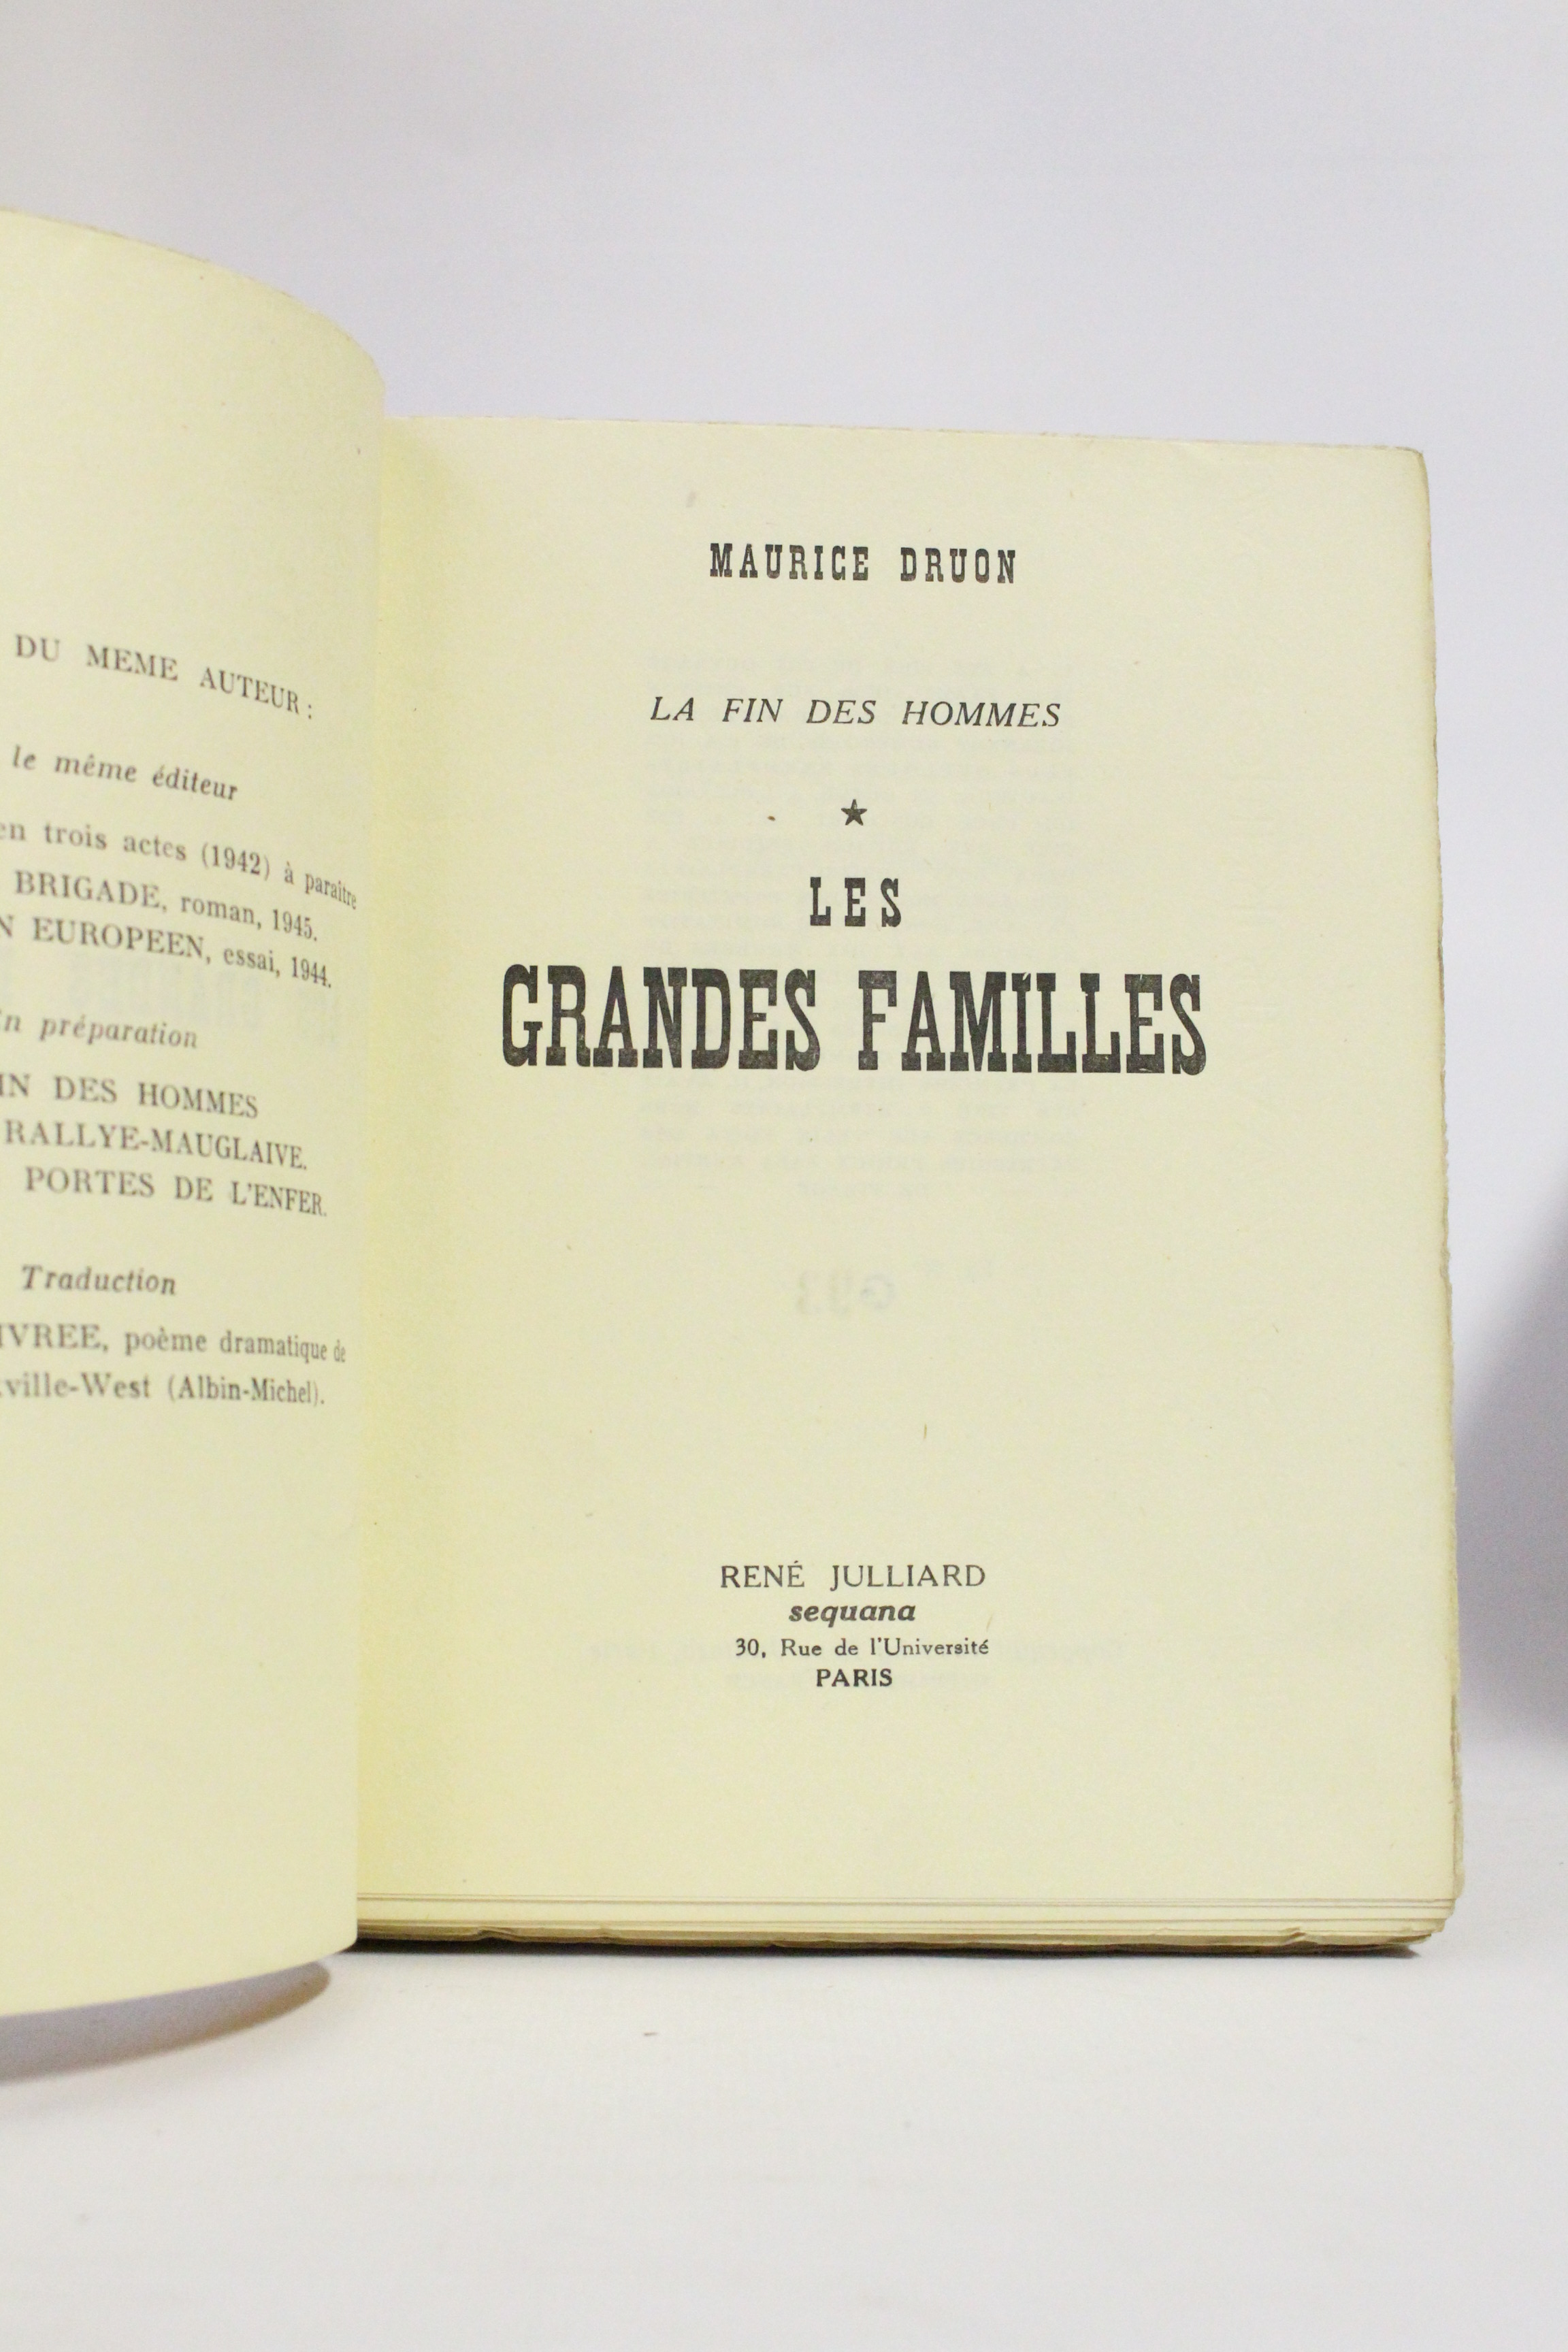 DU MEME AUTEUR :
le même éditeur
en trois actes (1942) à paraître
BRIGADE, roman, 1945.
N EUROPEEN, essai, 1944.
n préparation
IN DES HOMMES
RALLYE-MAUGLAIVE.
PORTES DE L'ENFER.
Traduction
IVREE, poème dramatique de
ville-West (Albin-Michel).
MAURICE DRUON
LA FIN DES HOMMES
★
LES
GRANDES FAMILLES
RENÉ JULLIARD
sequana
30, Rue de l'Université
PARIS